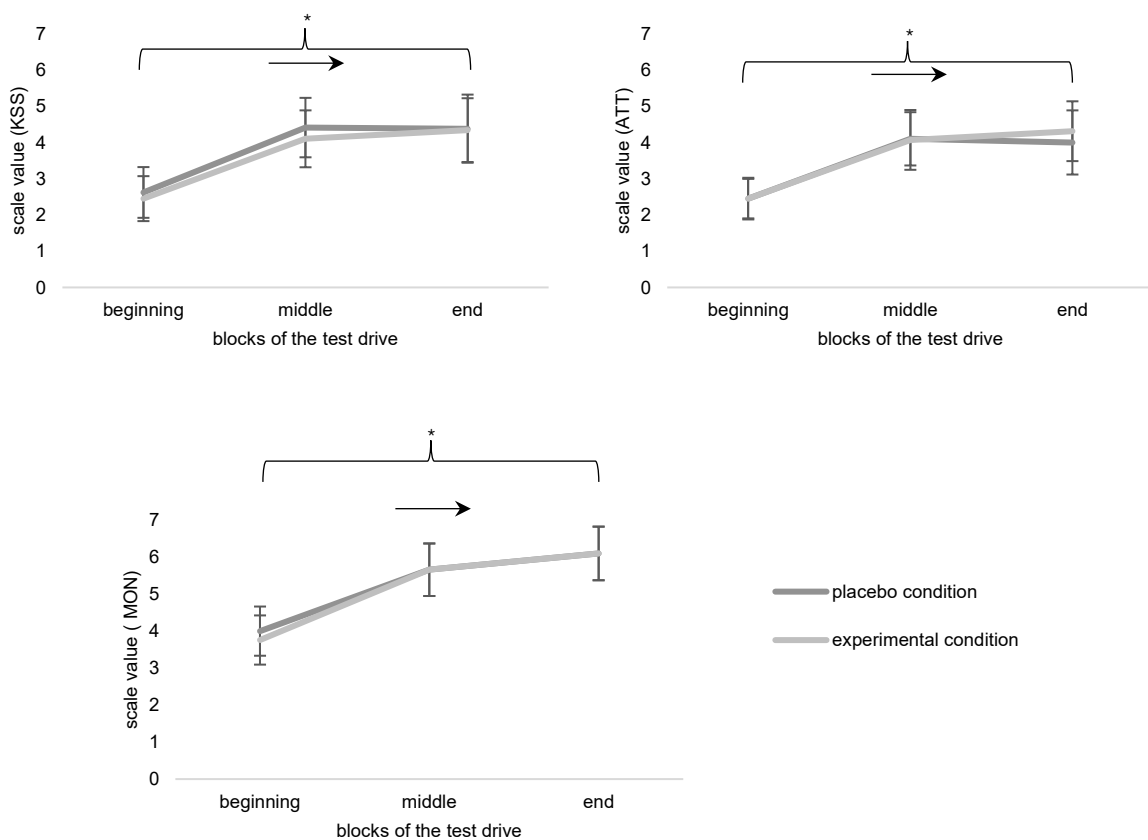 *
7
6
5
4
3
2
1
0
scale value (KSS)
beginning middle end
blocks of the test drive
*
7
6
5
4
3
2
1
0
scale value (ATT)
beginning middle end
blocks of the test drive
*
7
6
5
4
3
2
1
0
scale value ( MON)
beginning middle end
blocks of the test drive
placebo condition
experimental condition